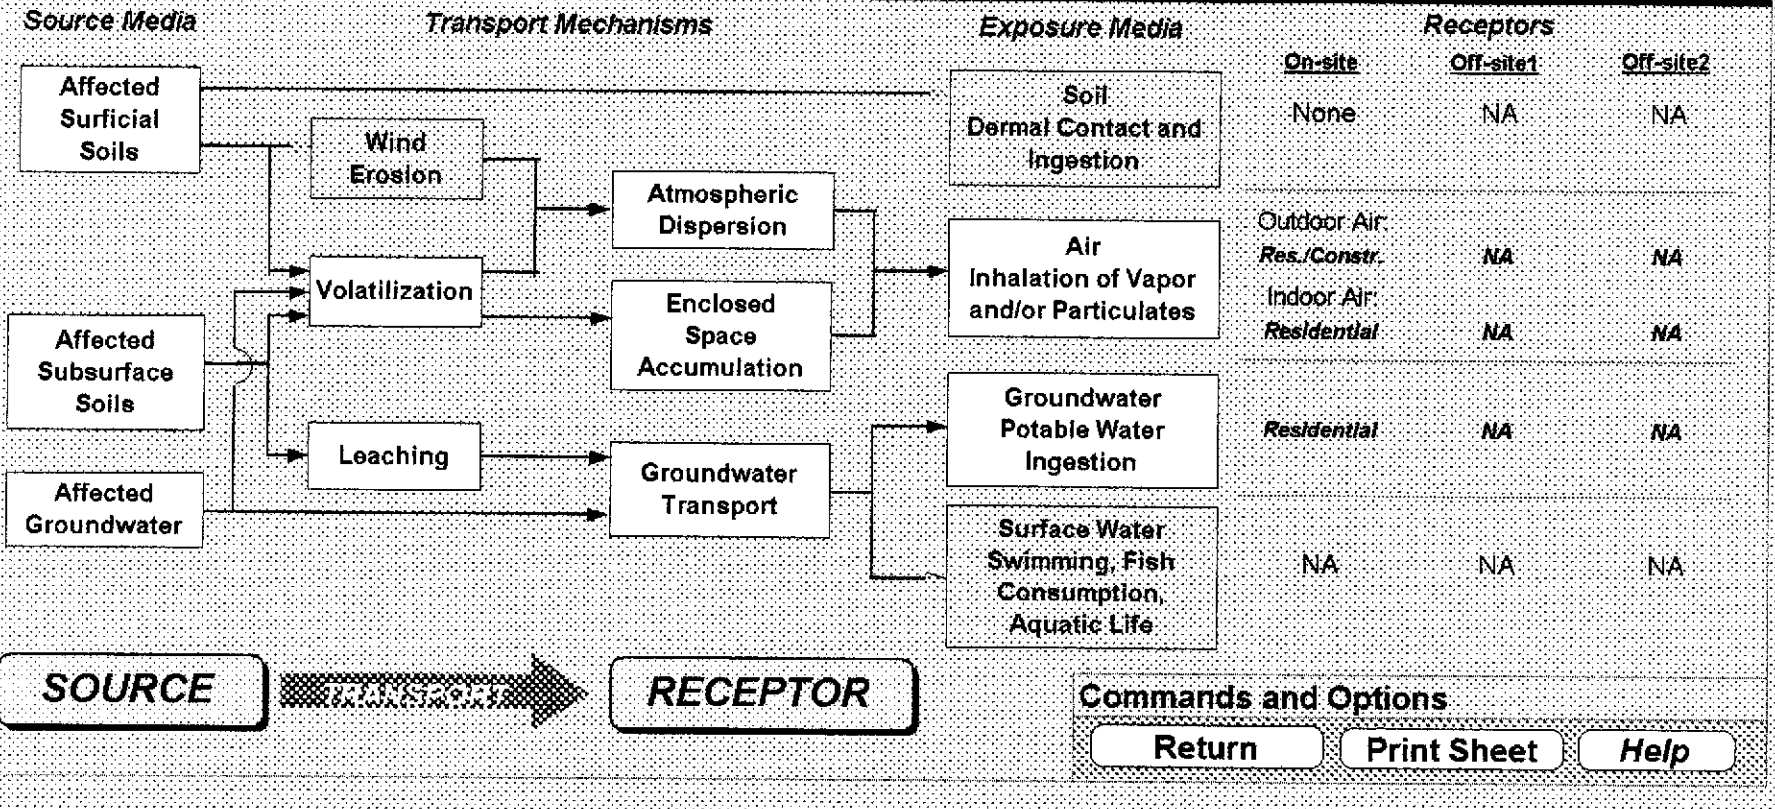 Source Media
Transport Mechanisms
Exposure Media
Receptors
On-site
Off-site1
Off-site2
Affected
Surficial
Soils
Wind
Erosion
Volatilization
Affected
Subsurface
Soils
Leaching
Affected
Groundwater
Atmospheric
Dispersion
Enclosed
Space
Accumulation
Groundwater
Transport
Soil
Dermal Contact and
Ingestion
None NA NA
Air
Inhalation of Vapor
and/or Particulates
Outdoor Air:
Res./Constr. NA NA
Indoor Air:
Residential NA NA
Groundwater
Potable Water
Ingestion
Residential NA NA
Surface Water
Swimming, Fish
Consumption,
Aquatic Life
NA NA NA
SOURCE
TRANSPORT
RECEPTOR
Commands and Options
Return
Print Sheet
Help